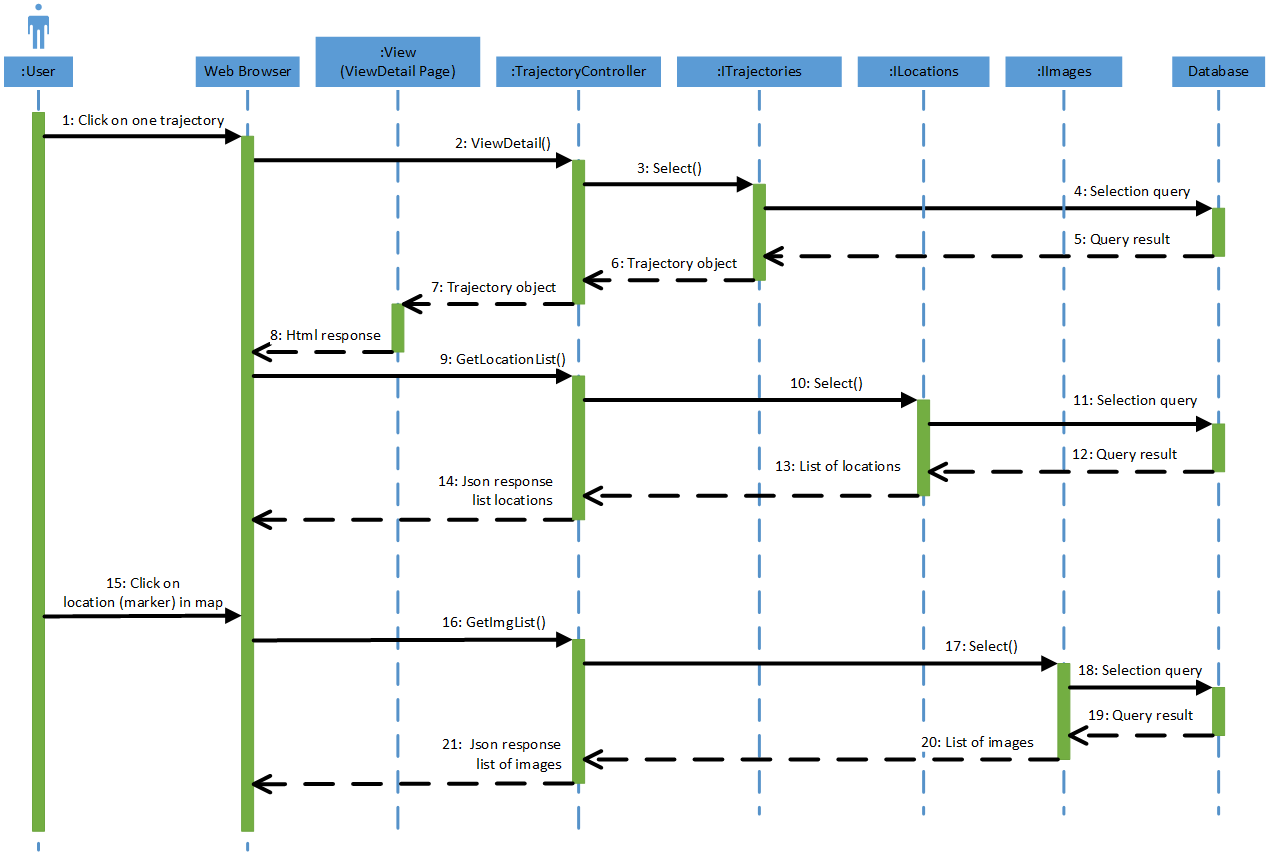 :User
Web Browser
:View
(ViewDetail Page)
:TrajectoryController
:ITrajectories
:ILocations
:IImages
Database
1: Click on one trajectory
2: ViewDetail()
3: Select()
4: Selection query
5: Query result
6: Trajectory object
7: Trajectory object
8: Html response
9: GetLocationList()
10: Select()
11: Selection query
12: Query result
13: List of locations
14: Json response
list locations
15: Click on
location (marker) in map
16: GetImgList()
17: Select()
18: Selection query
19: Query result
20: List of images
21: Json response
list of images